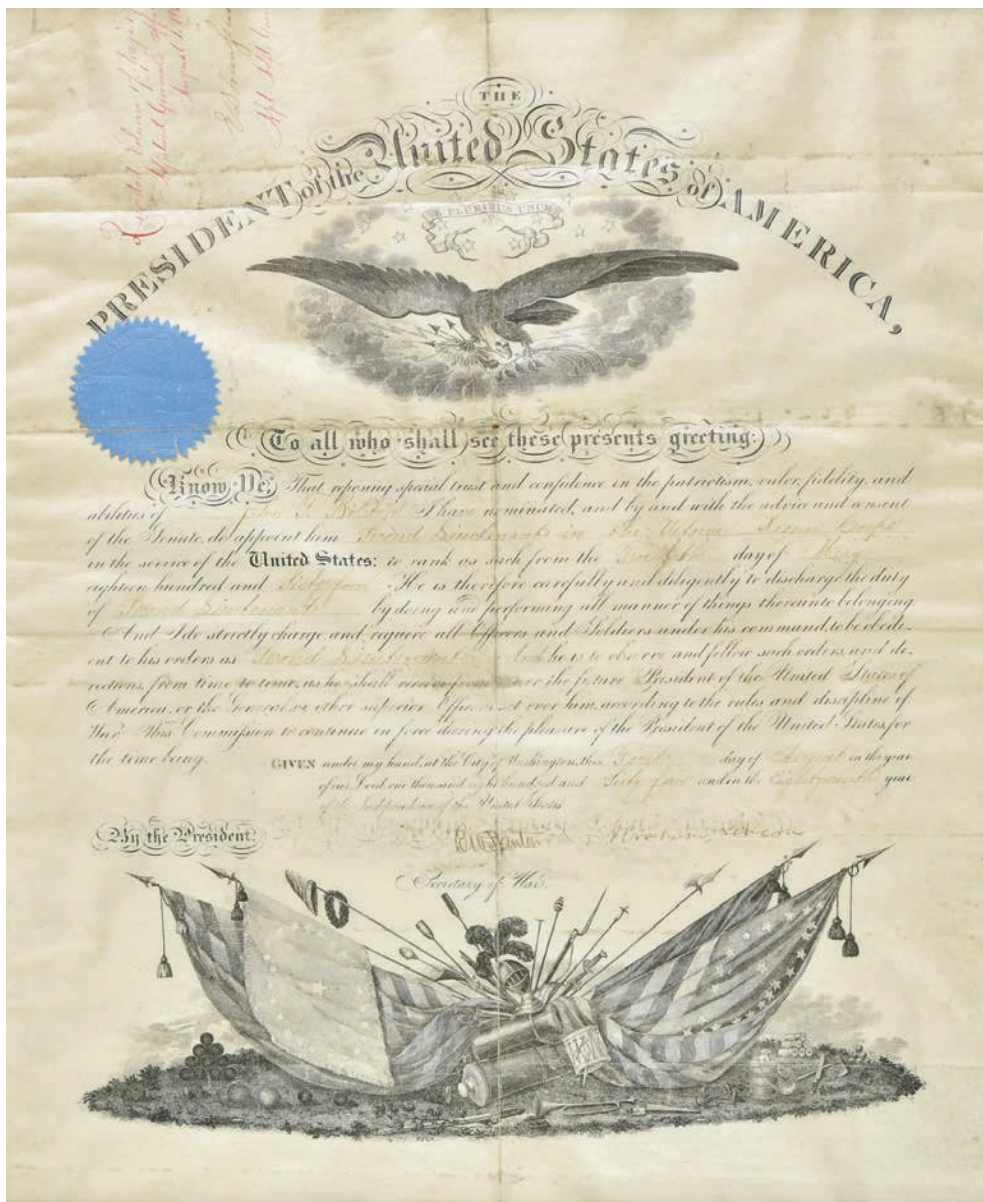 THE
PRESIDENT of the United States of AMERICA,
E PLURIBUS UNUM
To all who shall see these presents greeting:
Know Ye, That reposing special trust and confidence in the patriotism, valor, fidelity, and
abilities of I have nominated, and by and with the advice and consent
of the Senate, do appoint him Second Lieutenant in the Veteran Reserve Corps
in the service of the United States: to rank as such from the day of May
eighteen hundred and Sixty four He is therefore carefully and diligently to discharge the duty
of Second Lieutenant by doing and performing all manner of things thereunto belonging.
And I do strictly charge, and require all Officers and Soldiers under his command, to be obedi-
ent to his orders as Second Lieutenant And he is to observe and follow such orders, and di-
rections, from time to time, as he shall receive from me or the future President of the United States of
America, or the General or other superior Officers set over him, according to the rules and discipline of
War. This Commission to continue in force during the pleasure of the President of the United States, for
the time being.
GIVEN under my hand, at the City of Washington, this day of August in the year
of our Lord, one thousand eight hundred and Sixty four and in the Eighty ninth year
of the Independence of the United States
By the President,
Abraham Lincoln
Edwin M Stanton
Secretary of War.